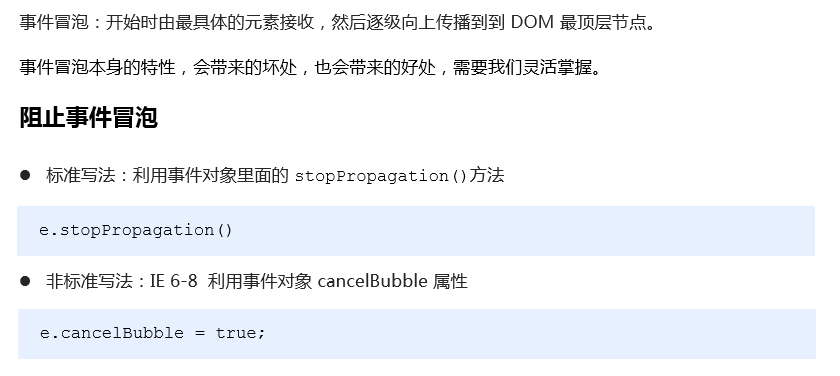 事件冒泡：开始时由最具体的元素接收，然后逐级向上传播到到 DOM 最顶层节点。
事件冒泡本身的特性，会带来的坏处，也会带来的好处，需要我们灵活掌握。
阻止事件冒泡
● 标准写法：利用事件对象里面的 stopPropagation()方法
e.stopPropagation()
● 非标准写法：IE 6-8 利用事件对象 cancelBubble 属性
e.cancelBubble = true;